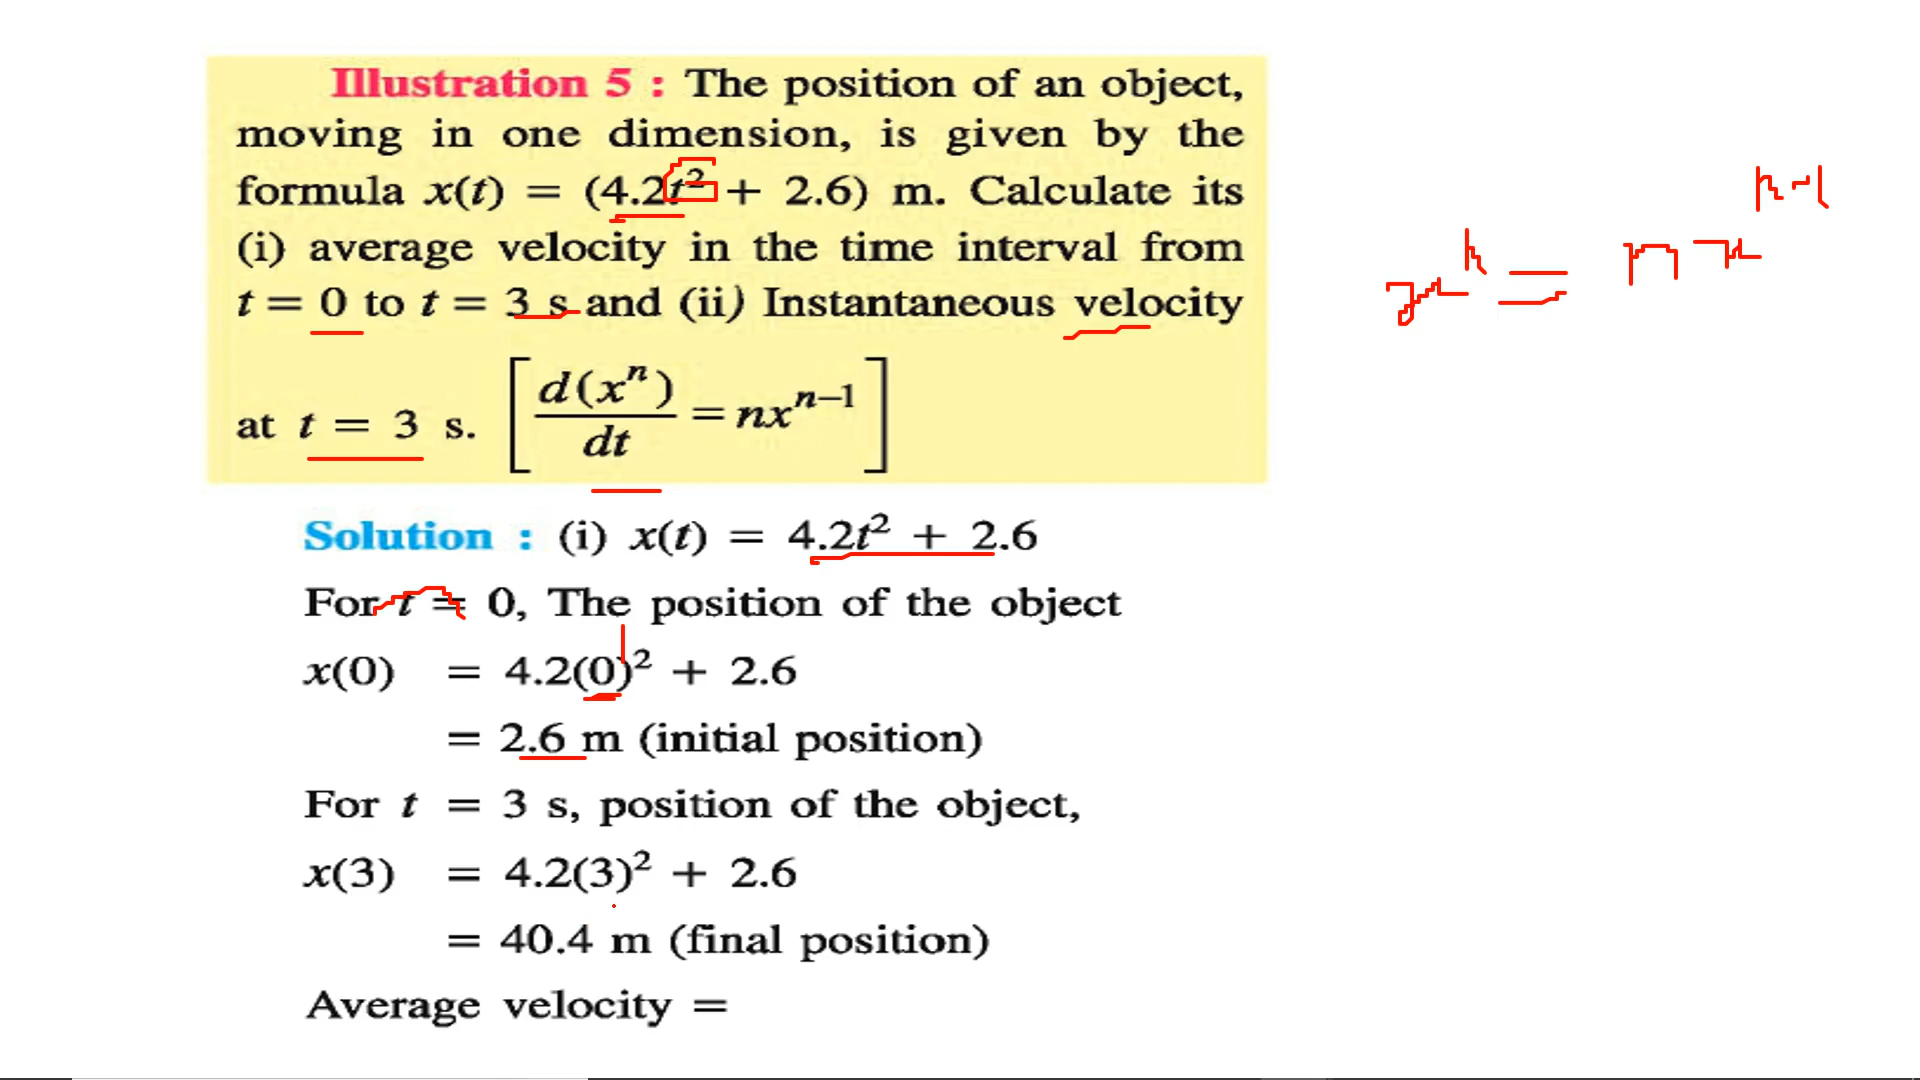 Illustration 5 : The position of an object,
moving in one dimension, is given by the
formula x(t) = (4.2t² + 2.6) m. Calculate its
(i) average velocity in the time interval from
t = 0 to t = 3 s and (ii) Instantaneous velocity
at t = 3 s. [d(xⁿ)/dt = nxⁿ⁻¹]
Solution : (i) x(t) = 4.2t² + 2.6
For t = 0, The position of the object
x(0) = 4.2(0)² + 2.6
= 2.6 m (initial position)
For t = 3 s, position of the object,
x(3) = 4.2(3)² + 2.6
= 40.4 m (final position)
Average velocity =
xⁿ = nxⁿ⁻¹